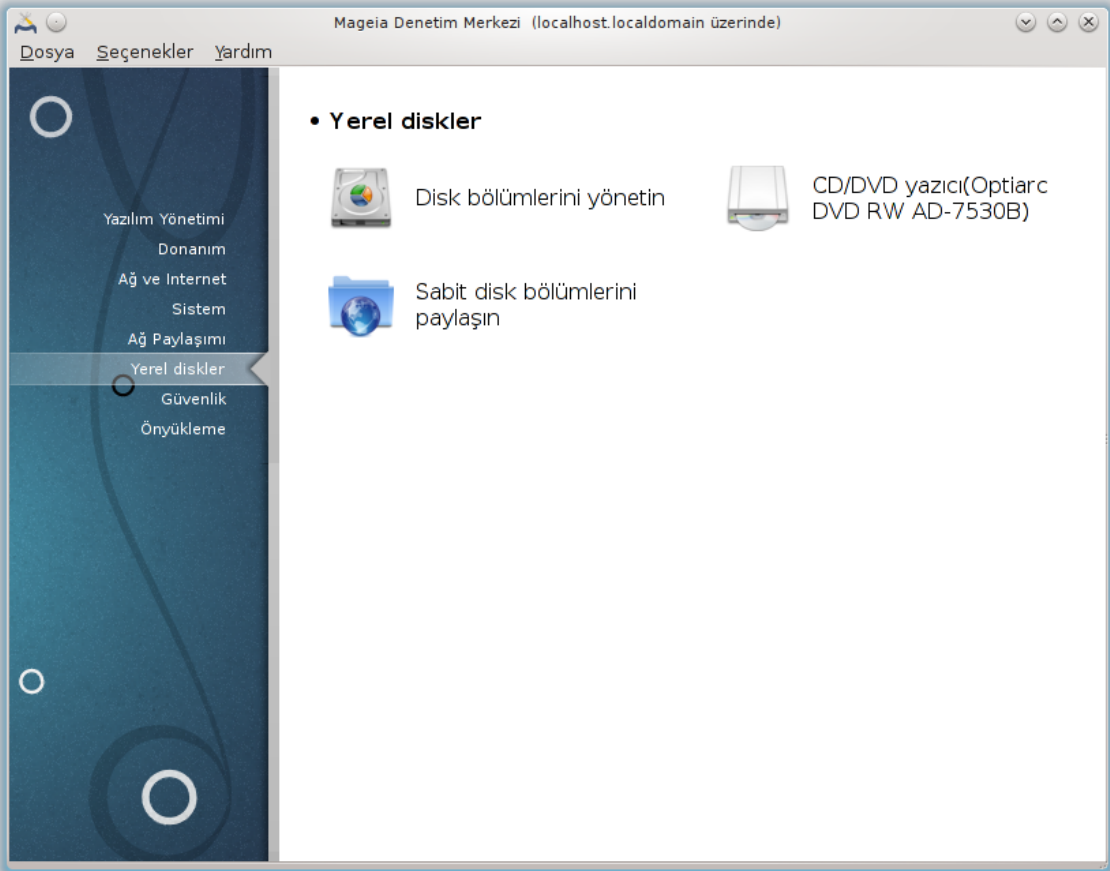 Mageia Denetim Merkezi (localhost.localdomain üzerinde)
Dosya Seçenekler Yardım
Yazılım Yönetimi
Donanım
Ağ ve Internet
Sistem
Ağ Paylaşımı
Yerel diskler
Güvenlik
Önyükleme
• Yerel diskler
Disk bölümlerini yönetin
CD/DVD yazıcı(Optiarc
DVD RW AD-7530B)
Sabit disk bölümlerini
paylaşın